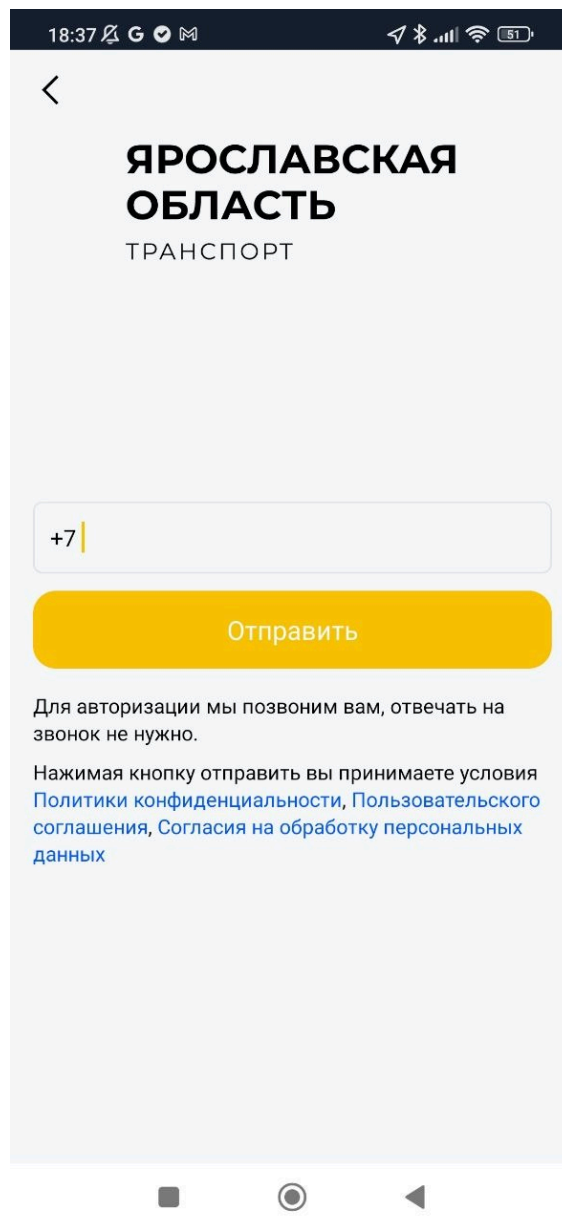 18:37 G
51
ЯРОСЛАВСКАЯ
ОБЛАСТЬ
ТРАНСПОРТ
+7
Отправить
Для авторизации мы позвоним вам, отвечать на
звонок не нужно.
Нажимая кнопку отправить вы принимаете условия
Политики конфиденциальности, Пользовательского
соглашения, Согласия на обработку персональных
данных